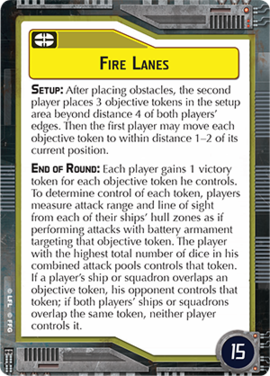 FIRE LANES
SETUP: After placing obstacles, the second
player places 3 objective tokens in the setup
area beyond distance 4 of both players'
edges. Then the first player may move each
objective token to within distance 1–2 of its
current position.
END OF ROUND: Each player gains 1 victory
token for each objective token he controls.
To determine control of each token, players
measure attack range and line of sight
from each of their ships' hull zones as if
performing attacks with battery armament
targeting that objective token. The player
with the highest total number of dice in his
combined attack pools controls that token.
If a player's ship or squadron overlaps an
objective token, his opponent controls that
token; if both players' ships or squadrons
overlap the same token, neither player
controls it.
© LFL © FFG
15